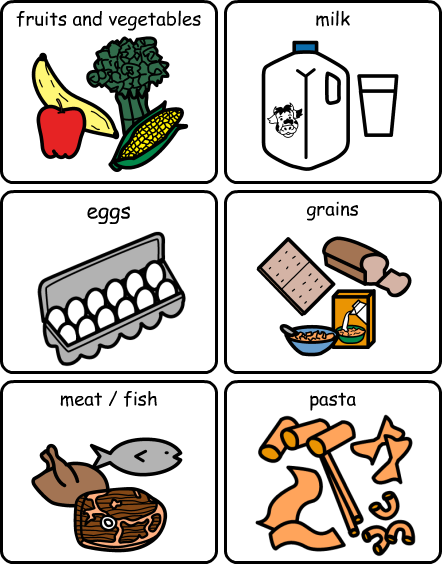 fruits and vegetables
milk
eggs
grains
meat / fish
pasta